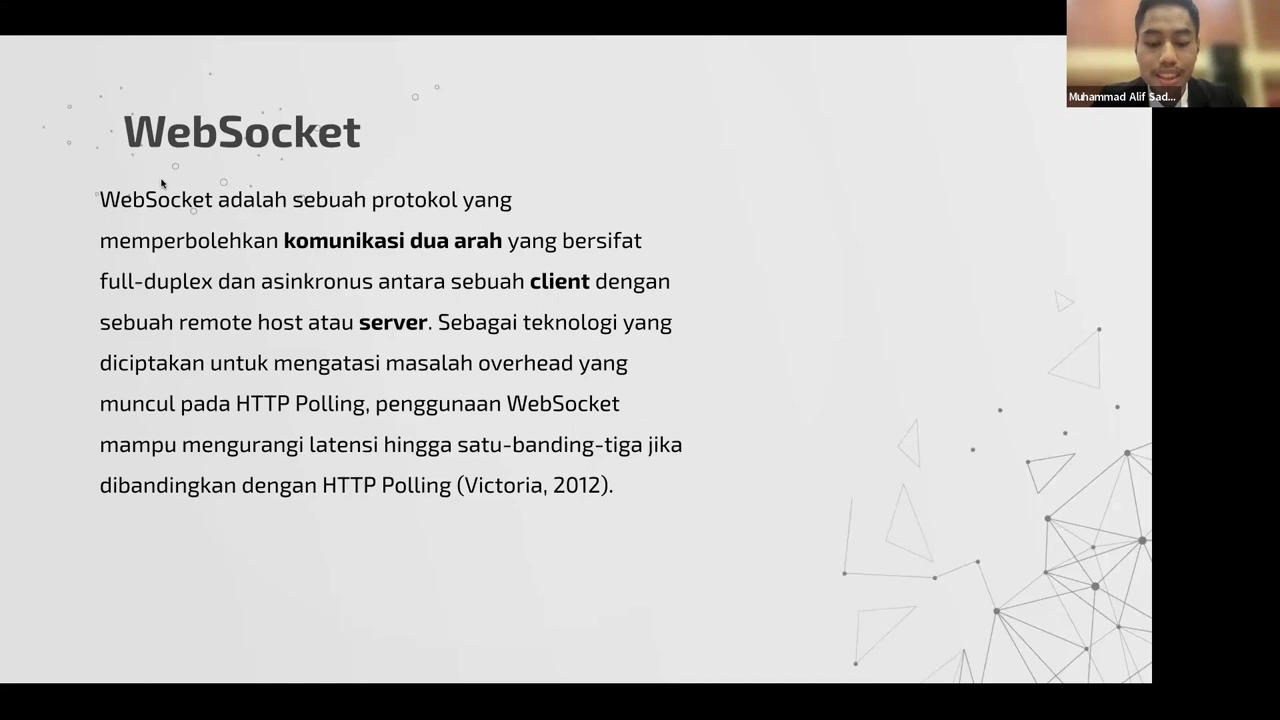 WebSocket
WebSocket adalah sebuah protokol yang
memperbolehkan komunikasi dua arah yang bersifat
full-duplex dan asinkronus antara sebuah client dengan
sebuah remote host atau server. Sebagai teknologi yang
diciptakan untuk mengatasi masalah overhead yang
muncul pada HTTP Polling, penggunaan WebSocket
mampu mengurangi latensi hingga satu-banding-tiga jika
dibandingkan dengan HTTP Polling (Victoria, 2012).
Muhammad Alif Sad...